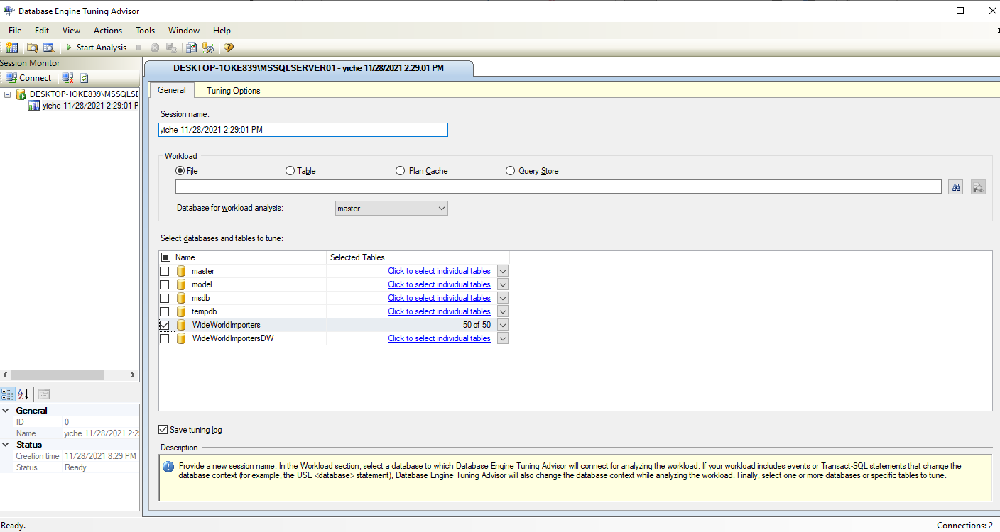 Database Engine Tuning Advisor
File Edit View Actions Tools Window Help
Start Analysis
Session Monitor
Connect
DESKTOP-1OKE839\MSSQLSE
yiche 11/28/2021 2:29:01 P
DESKTOP-1OKE839\MSSQLSERVER01 - yiche 11/28/2021 2:29:01 PM
General Tuning Options
Session name:
yiche 11/28/2021 2:29:01 PM
Workload
File Table Plan Cache Query Store
Database for workload analysis: master
Select databases and tables to tune:
Name Selected Tables
master Click to select individual tables
model Click to select individual tables
msdb Click to select individual tables
tempdb Click to select individual tables
WideWorldImporters 50 of 50
WideWorldImportersDW Click to select individual tables
Save tuning log
Description
Provide a new session name. In the Workload section, select a database to which Database Engine Tuning Advisor will connect for analyzing the workload. If your workload includes events or Transact-SQL statements that change the
database context (for example, the USE <database> statement), Database Engine Tuning Advisor will also change the database context while analyzing the workload. Finally, select one or more databases or specific tables to tune.
General
ID 0
Name yiche 11/28/2021 2:29
Status
Creation time 11/28/2021 8:29 PM
Status Ready
Ready.
Connections: 2